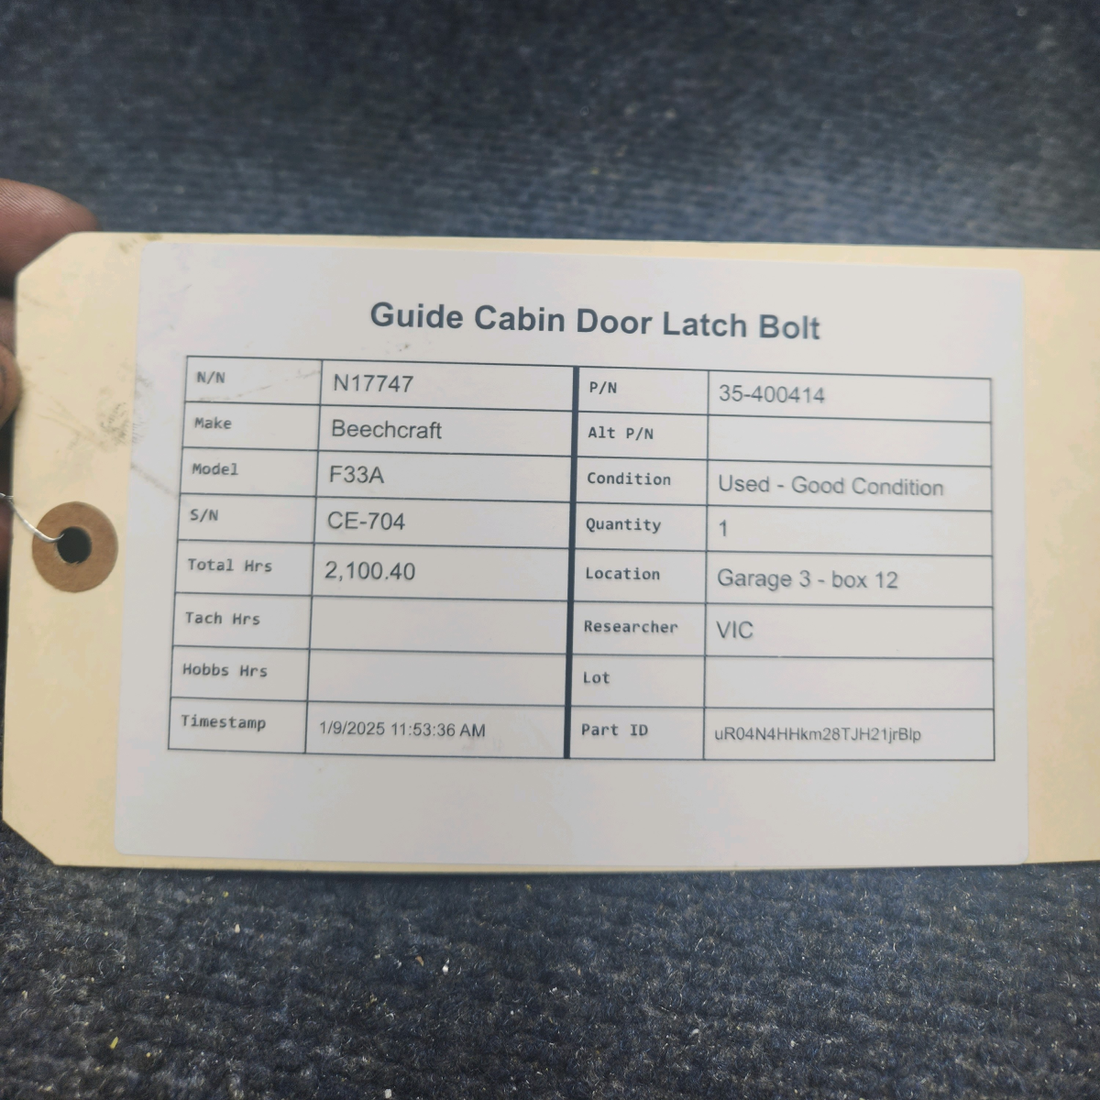 Guide Cabin Door Latch Bolt
N/N N17747 P/N 35-400414
Make Beechcraft Alt P/N
Model F33A Condition Used - Good Condition
S/N CE-704 Quantity 1
Total Hrs 2,100.40 Location Garage 3 - box 12
Tach Hrs Researcher VIC
Hobbs Hrs Lot
Timestamp 1/9/2025 11:53:36 AM Part ID uR04N4HHkm28TJH21jrBlp